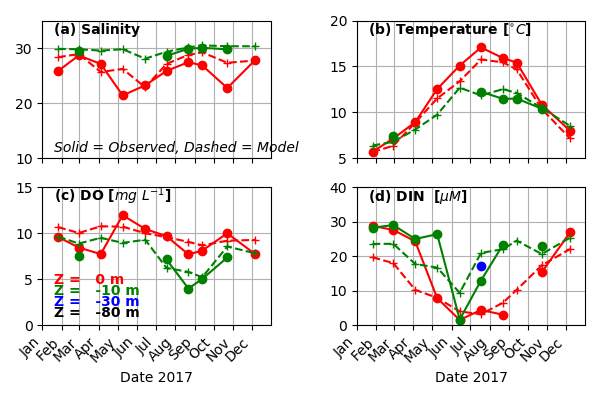 (a) Salinity
30
20
10
Solid = Observed, Dashed = Model
(b) Temperature [°C]
20
15
10
5
(c) DO [mg L⁻¹]
15
10
5
0
Z = 0 m
Z = -10 m
Z = -30 m
Z = -80 m
Jan Feb Mar Apr May Jun Jul Aug Sep Oct Nov Dec
Date 2017
(d) DIN [μM]
40
30
20
10
0
Jan Feb Mar Apr May Jun Jul Aug Sep Oct Nov Dec
Date 2017